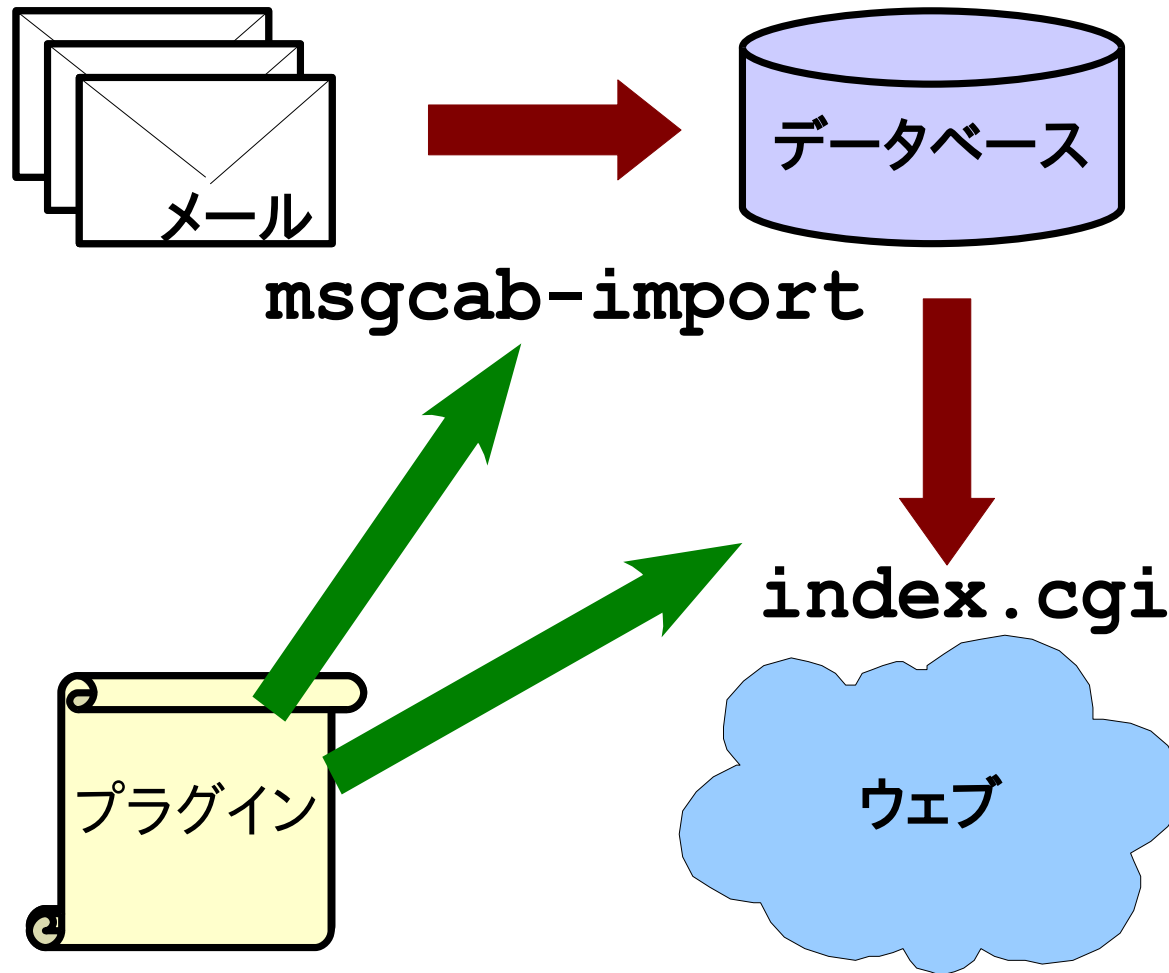 メール
データベース
msgcab-import
index.cgi
プラグイン
ウェブ